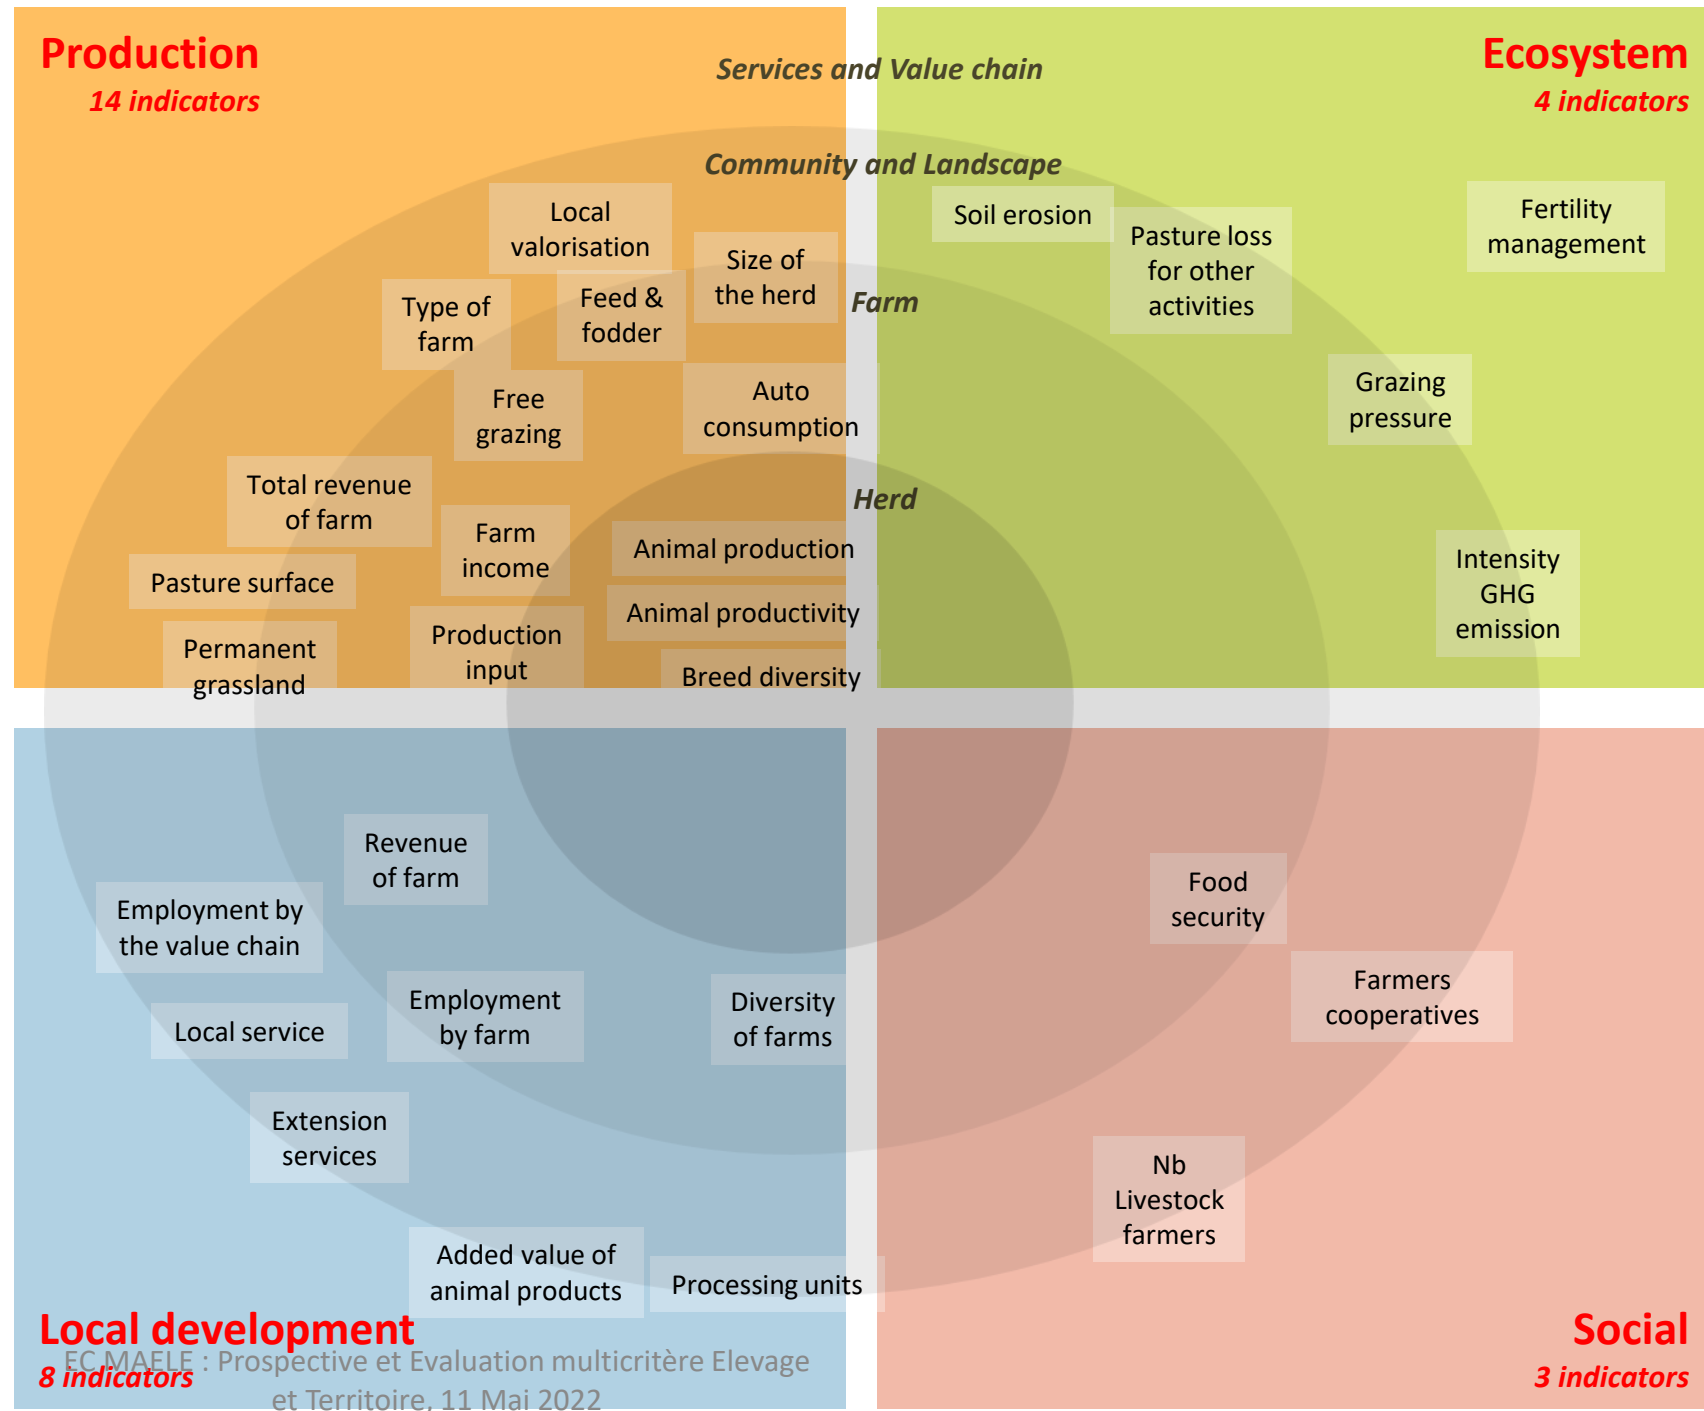 Production
14 indicators
Services and Value chain
Ecosystem
4 indicators
Community and Landscape
Local
valorisation
Size of
the herd
Type of
farm
Feed &
fodder
Farm
Free
grazing
Auto
consumption
Herd
Total revenue
of farm
Farm
income
Animal production
Pasture surface
Animal productivity
Permanent
grassland
Production
input
Breed diversity
Soil erosion
Pasture loss
for other
activities
Fertility
management
Grazing
pressure
Intensity
GHG
emission
Revenue
of farm
Employment by
the value chain
Employment
by farm
Diversity
of farms
Local service
Extension
services
Added value of
animal products
Processing units
Local development
8 indicators
EC MAELE : Prospective et Evaluation multicritère Elevage
et Territoire, 11 Mai 2022
Food
security
Farmers
cooperatives
Nb
Livestock
farmers
Social
3 indicators